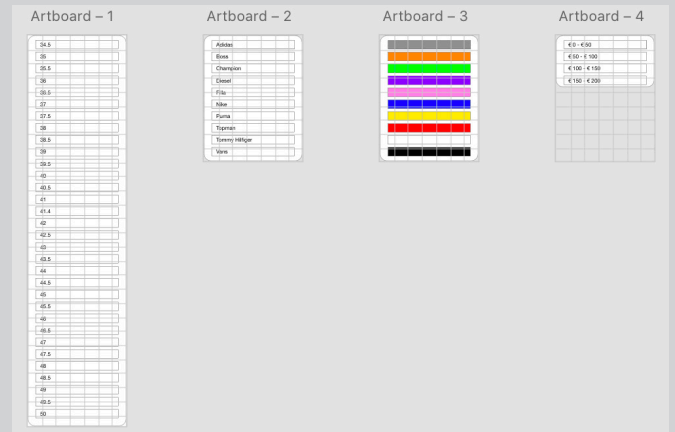 Artboard – 1
34.5
35
35.5
36
36.5
37
37.5
38
38.5
39
39.5
40
40.5
41
41.4
42
42.5
43
43.5
44
44.5
45
45.5
46
46.5
47
47.5
48
48.5
49
49.5
50
Artboard – 2
Adidas
Boss
Champion
Diesel
Fila
Nike
Puma
Topman
Tommy Hilfiger
Vans
Artboard – 3
Artboard – 4
€ 0 - € 50
€ 50 - € 100
€ 100 - € 150
€ 150 - € 200